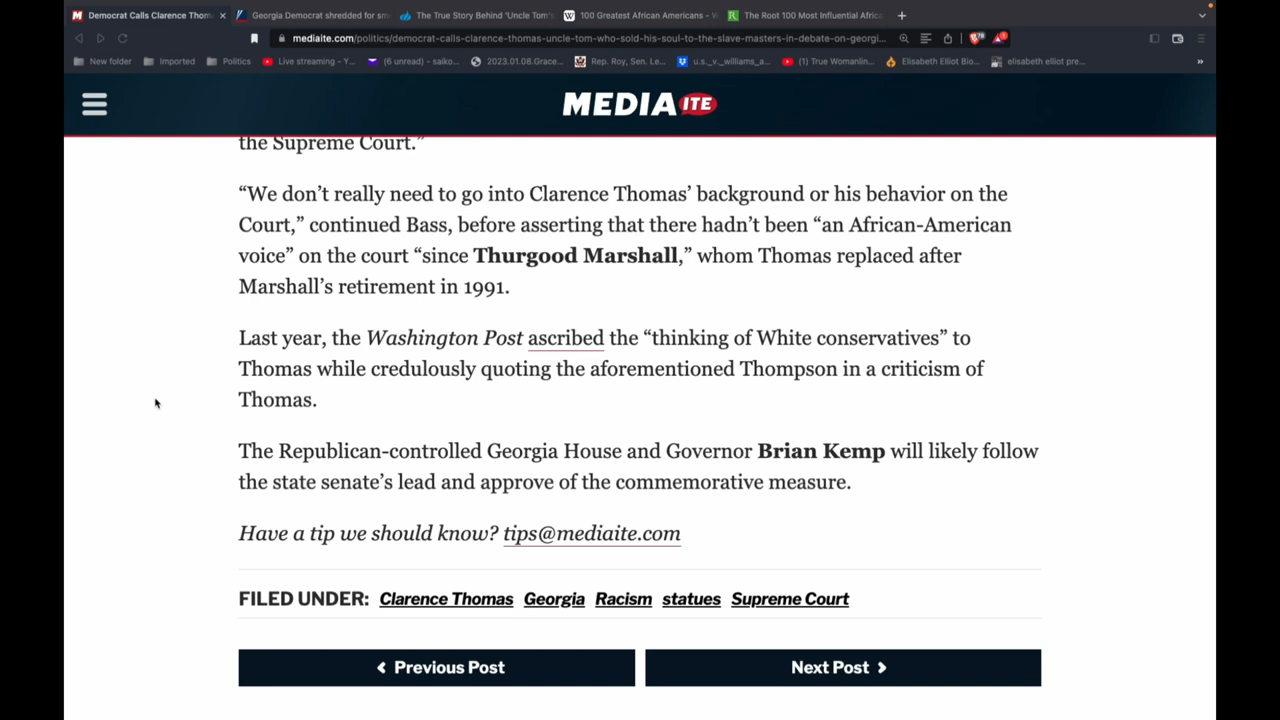 Democrat Calls Clarence Thom
Georgia Democrat shredded for sm
The True Story Behind 'Uncle Tom'
100 Greatest African Americans - W
The Root 100 Most Influential Africa
mediaite.com/politics/democrat-calls-clarence-thomas-uncle-tom-who-sold-his-soul-to-the-slave-masters-in-debate-on-georgi...
New folder
Imported
Politics
Live streaming - Y...
(6 unread) - saiko...
2023.01.08.Grace...
Rep. Roy, Sen. Le...
u.s._v._williams_a...
(1) True Womanlin...
Elisabeth Elliot Bio...
elisabeth elliot pre...
MEDIA ITE
the Supreme Court.”
“We don’t really need to go into Clarence Thomas’ background or his behavior on the
Court,” continued Bass, before asserting that there hadn’t been “an African-American
voice” on the court “since Thurgood Marshall,” whom Thomas replaced after
Marshall’s retirement in 1991.
Last year, the Washington Post ascribed the “thinking of White conservatives” to
Thomas while credulously quoting the aforementioned Thompson in a criticism of
Thomas.
The Republican-controlled Georgia House and Governor Brian Kemp will likely follow
the state senate’s lead and approve of the commemorative measure.
Have a tip we should know? tips@mediaite.com
FILED UNDER: Clarence Thomas Georgia Racism statues Supreme Court
Previous Post
Next Post